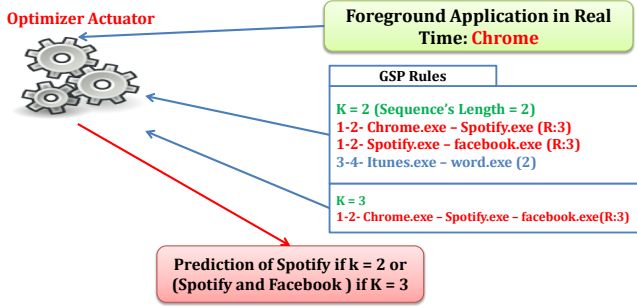 Optimizer Actuator
Foreground Application in Real
Time: Chrome
GSP Rules
K = 2 (Sequence's Length = 2)
1-2- Chrome.exe – Spotify.exe (R:3)
1-2- Spotify.exe – facebook.exe (R:3)
3-4- Itunes.exe – word.exe (2)
K = 3
1-2- Chrome.exe – Spotify.exe – facebook.exe(R:3)
Prediction of Spotify if k = 2 or
(Spotify and Facebook ) if K = 3